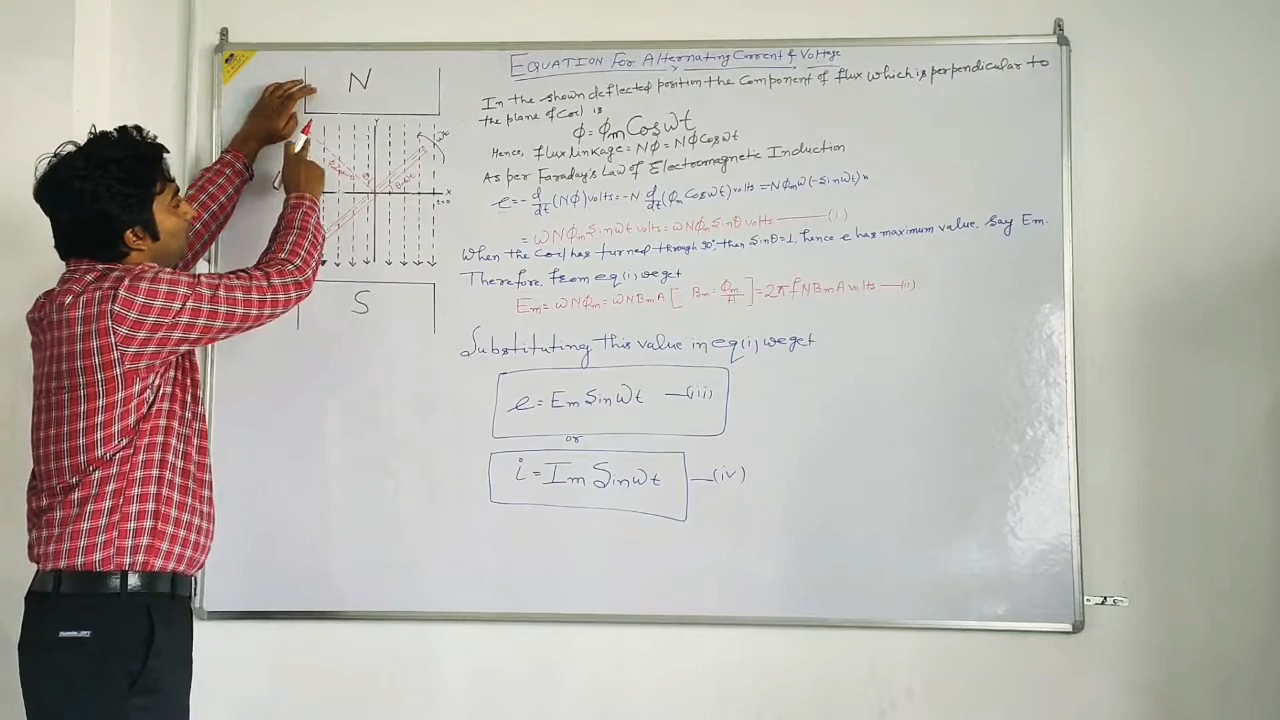 EQUATION For Alternating Current & Voltage
In the shown deflected position the component of flux which is perpendicular to
the plane of coil is
ϕ = ϕm Cos ωt
Hence, flux linkage = Nϕ = Nϕ Cos ωt
As per Faraday's Law of Electromagnetic Induction
e = - d/dt (Nϕ) volts = -N d/dt (ϕm Cos ωt) volts = Nϕm ω(-Sin ωt)
= ωNϕm Sin ωt volts = ωNϕm Sin θ volts —(i)
When the coil has turned through 90°, then Sin θ = 1, hence e has maximum value, Say Em.
Therefore, from eq(i) we get
Em = ωNϕm = ωN Bm A [∵ Bm = ϕm/A] = 2πf N Bm A volts —(ii)
Substituting this value in eq(i) we get
e = Em Sin ωt —(iii)
or
i = Im Sin ωt —(iv)
N
Y
X
t=0
θ=ωt
S